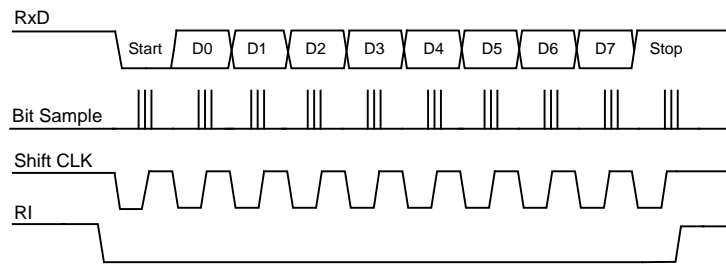 RxD
Start D0 D1 D2 D3 D4 D5 D6 D7 Stop
Bit Sample
Shift CLK
RI